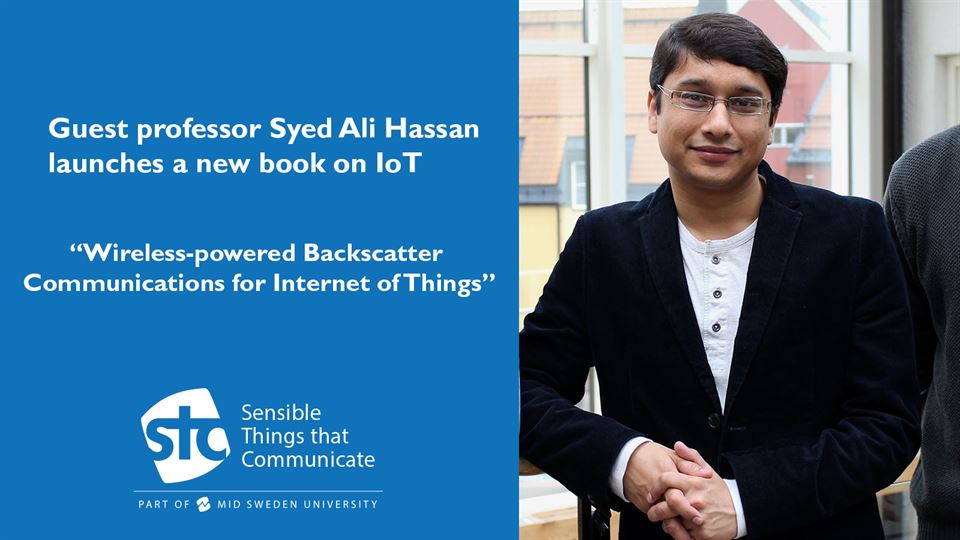 Guest professor Syed Ali Hassan
launches a new book on IoT
“Wireless-powered Backscatter
Communications for Internet of Things”
stc
Sensible
Things that
Communicate
PART OF MID SWEDEN UNIVERSITY